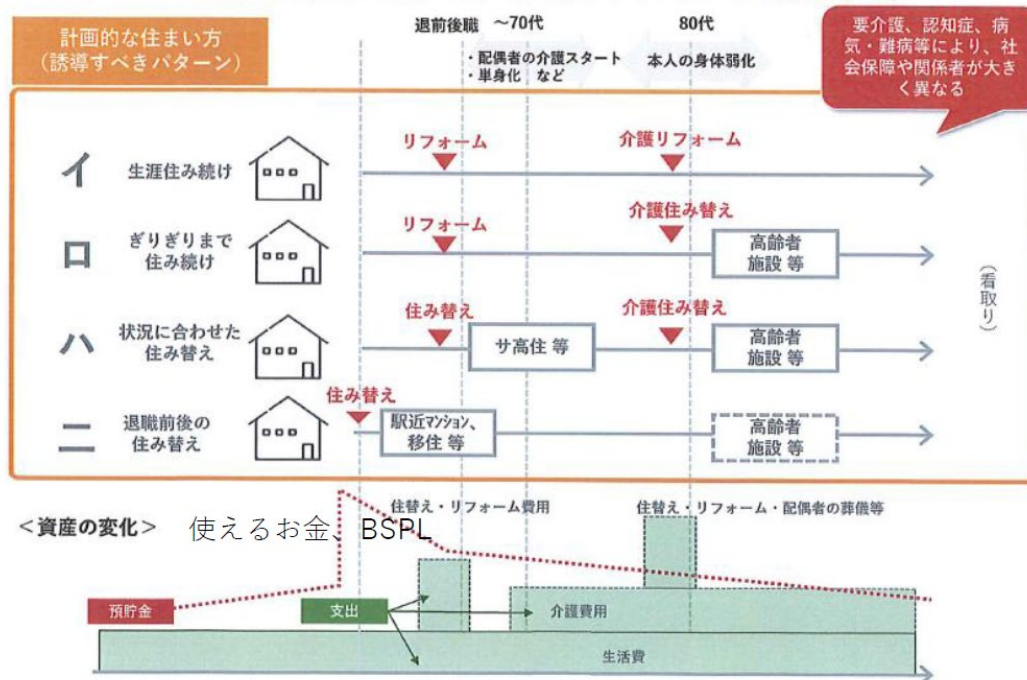 計画的な住まい方
（誘導すべきパターン）
退前後職
～70代
・配偶者の介護スタート
・単身化　など
80代
本人の身体弱化
要介護、認知症、病
気・難病等により、社
会保障や関係者が大き
く異なる
イ
生涯住み続け
リフォーム
介護リフォーム
ロ
ぎりぎりまで
住み続け
リフォーム
介護住み替え
高齢者
施設 等
ハ
状況に合わせた
住み替え
住み替え
サ高住 等
介護住み替え
高齢者
施設 等
ニ
退職前後の
住み替え
住み替え
駅近マンション、
移住 等
高齢者
施設 等
（看取り）
＜資産の変化＞
使えるお金、BSPL
住替え・リフォーム費用
住替え・リフォーム・配偶者の葬儀等
預貯金
支出
介護費用
生活費